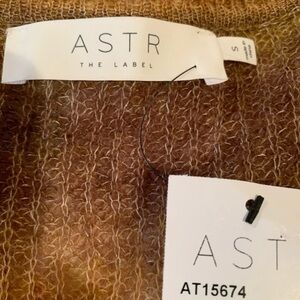 ASTR
THE LABEL
S
AST
AT15674